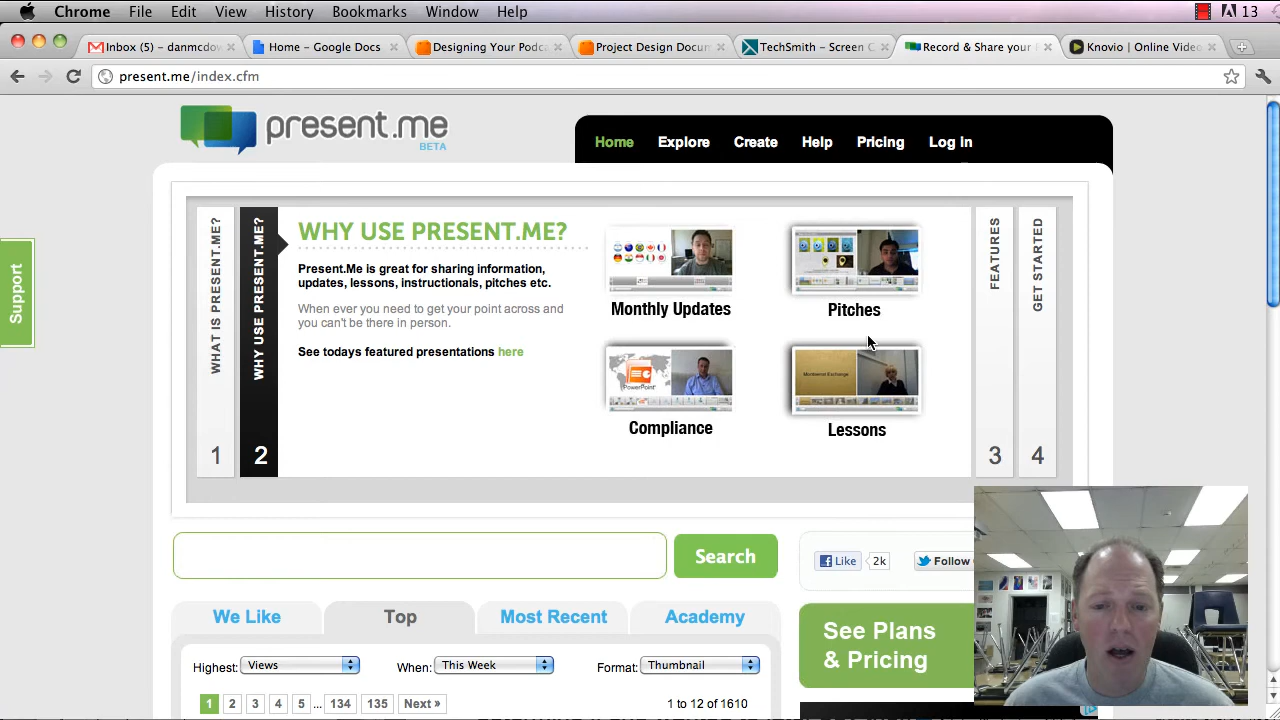 Chrome File Edit View History Bookmarks Window Help 13
Inbox (5) – danmcdov
Home – Google Docs
Designing Your Podca
Project Design Docum
TechSmith – Screen C
Record & Share your
Knovio | Online Video
present.me/index.cfm
present.me
BETA
Home Explore Create Help Pricing Log in
Support
WHAT IS PRESENT.ME?
1
WHY USE PRESENT.ME?
2
WHY USE PRESENT.ME?
Present.Me is great for sharing information,
updates, lessons, instructionals, pitches etc.
When ever you need to get your point across and
you can't be there in person.
See todays featured presentations here
Monthly Updates
Pitches
PowerPoint
Compliance
Montserrat Exchange
Lessons
FEATURES
3
GET STARTED
4
Search
Like 2k
Follow
We Like Top Most Recent Academy
Highest: Views When: This Week Format: Thumbnail
1 2 3 4 5 ... 134 135 Next » 1 to 12 of 1610
See Plans
& Pricing